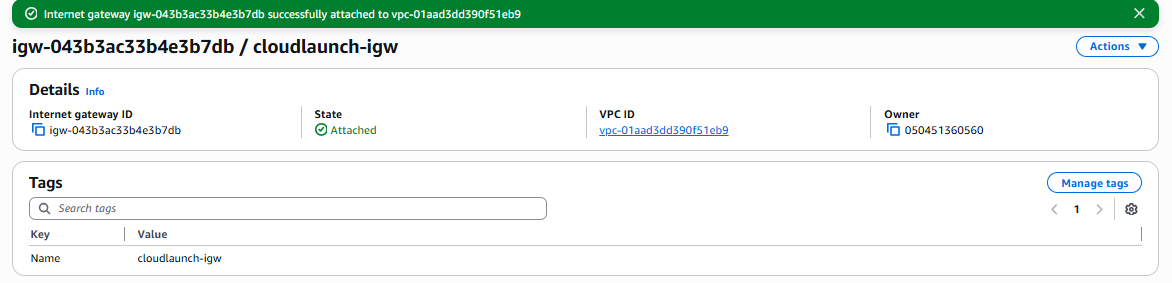 Internet gateway igw-043b3ac33b4e3b7db successfully attached to vpc-01aad3dd390f51eb9
igw-043b3ac33b4e3b7db / cloudlaunch-igw
Actions
Details Info
Internet gateway ID State VPC ID Owner
igw-043b3ac33b4e3b7db Attached vpc-01aad3dd390f51eb9 050451360560
Tags
Manage tags
Search tags
1
Key Value
Name cloudlaunch-igw